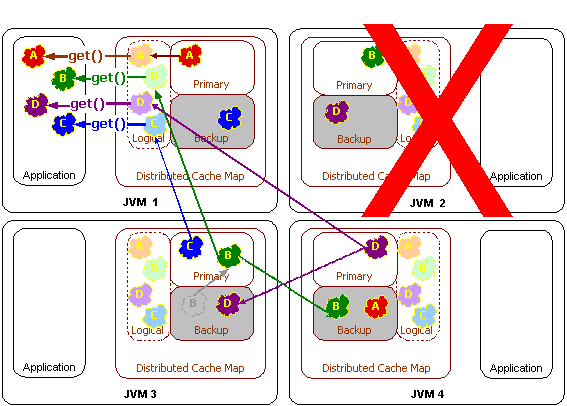 A get() A A
B get() B Primary
D get() D
C get() C C
Logical Backup
Application Distributed Cache Map
JVM 1
B
Primary
D
Backup Logical
Distributed Cache Map Application
JVM 2
A C B
B Primary
D B D
C
Logical Backup
Application Distributed Cache Map
JVM 3
D A
Primary B
B A D
C
Backup Logical
Distributed Cache Map Application
JVM 4